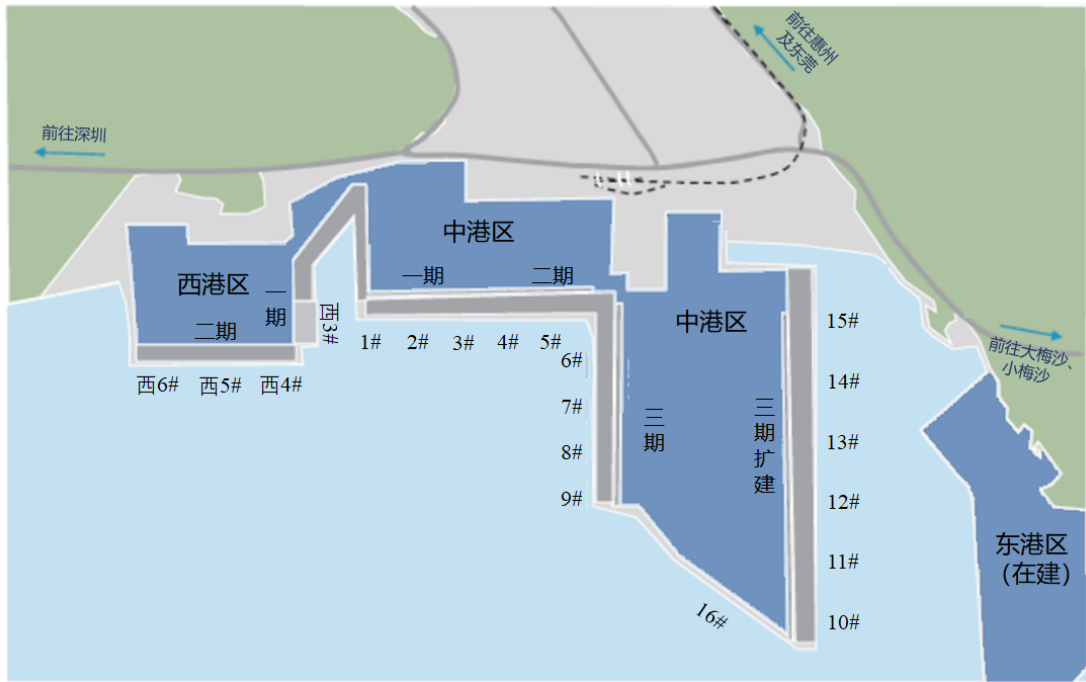 前往惠州
及东莞
前往深圳
中港区
西港区
一期
二期
一期
二期
中港区
西3#
1#
2#
3#
4#
5#
6#
7#
8#
9#
西6#
西5#
西4#
三期
三期扩建
15#
14#
13#
12#
11#
10#
16#
前往大梅沙、
小梅沙
东港区
（在建）